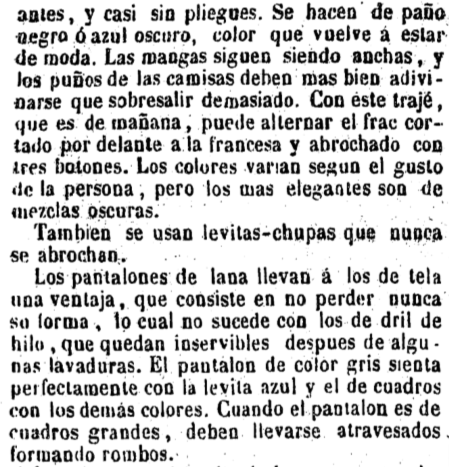 antes, y casi sin pliegues. Se hacen de paño
negro ó azul oscuro, color que vuelve á estar
de moda. Las mangas siguen siendo anchas, y
los puños de las camisas deben mas bien adivi-
narse que sobresalir demasiado. Con este trajé,
que es de mañana, puede alternar el frac cor-
tado por delante a la francesa y abrochado con
tres botones. Los colores varian segun el gusto
de la persona, pero los mas elegantes son de
mezclas oscuras.
Tambien se usan levitas-chupas que nunca
se abrochan.
Los pantalones de lana llevan á los de tela
una ventaja, que consiste en no perder nunca
su forma, lo cual no sucede con los de dril de
hilo, que quedan inservibles despues de algu-
nas lavaduras. El pantalon de color gris sienta
perfectamente con la levita azul y el de cuadros
con los demás colores. Cuando el pantalon es de
cuadros grandes, deben llevarse atravesados
formando rombos.